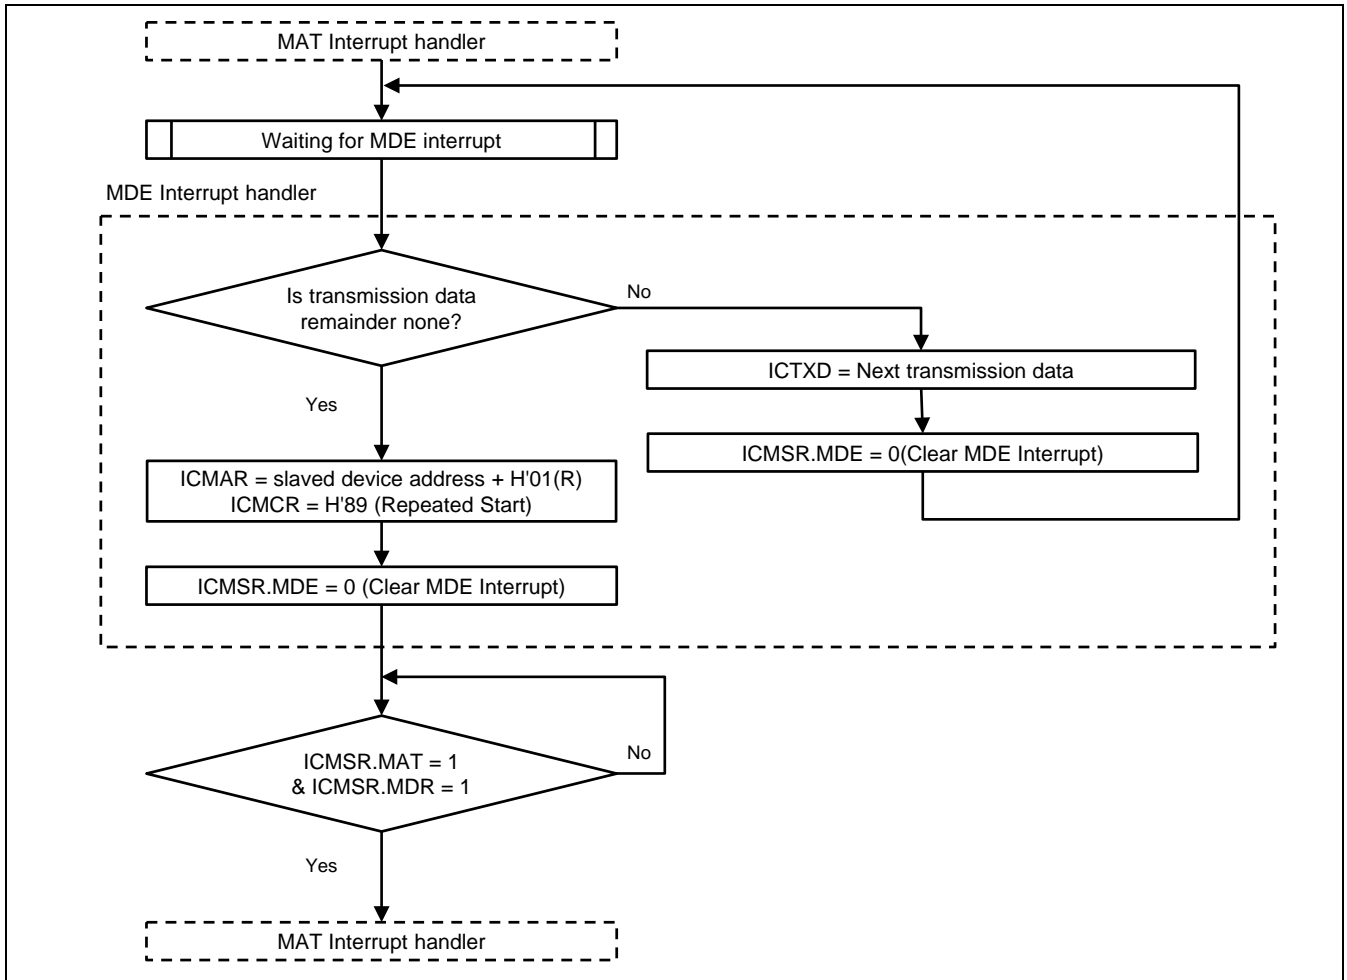 MAT Interrupt handler
Waiting for MDE interrupt
MDE Interrupt handler
Is transmission data
remainder none?
No
ICTXD = Next transmission data
ICMSR.MDE = 0(Clear MDE Interrupt)
Yes
ICMAR = slaved device address + H'01(R)
ICMCR = H'89 (Repeated Start)
ICMSR.MDE = 0 (Clear MDE Interrupt)
ICMSR.MAT = 1
& ICMSR.MDR = 1
No
Yes
MAT Interrupt handler